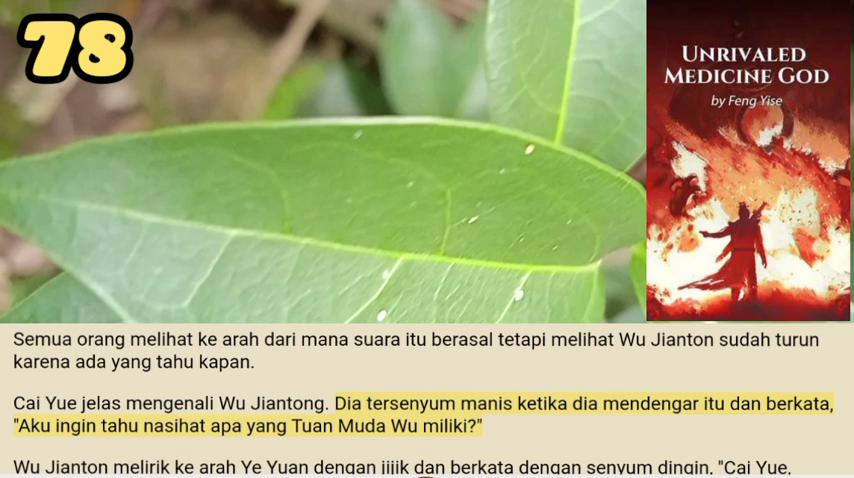 78
UNRIVALED
MEDICINE GOD
by Feng Yise
Semua orang melihat ke arah dari mana suara itu berasal tetapi melihat Wu Jianton sudah turun
karena ada yang tahu kapan.
Cai Yue jelas mengenali Wu Jiantong. Dia tersenyum manis ketika dia mendengar itu dan berkata,
"Aku ingin tahu nasihat apa yang Tuan Muda Wu miliki?"
Wu Jianton melirik ke arah Ye Yuan dengan jijik dan berkata dengan senyum dingin, "Cai Yue,